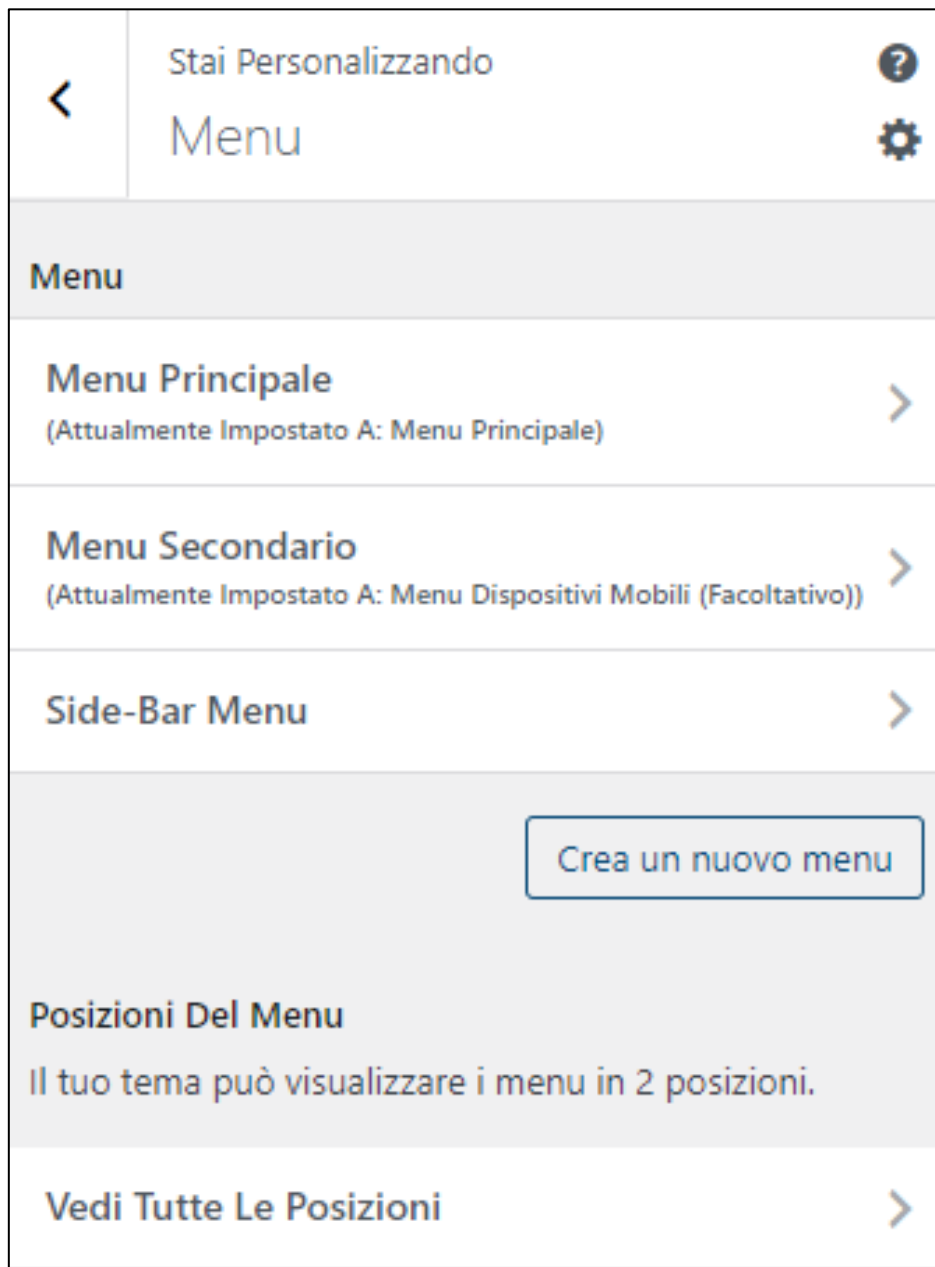 Stai Personalizzando
Menu
Menu
Menu Principale
(Attualmente Impostato A: Menu Principale)
Menu Secondario
(Attualmente Impostato A: Menu Dispositivi Mobili (Facoltativo))
Side-Bar Menu
Crea un nuovo menu
Posizioni Del Menu
Il tuo tema può visualizzare i menu in 2 posizioni.
Vedi Tutte Le Posizioni